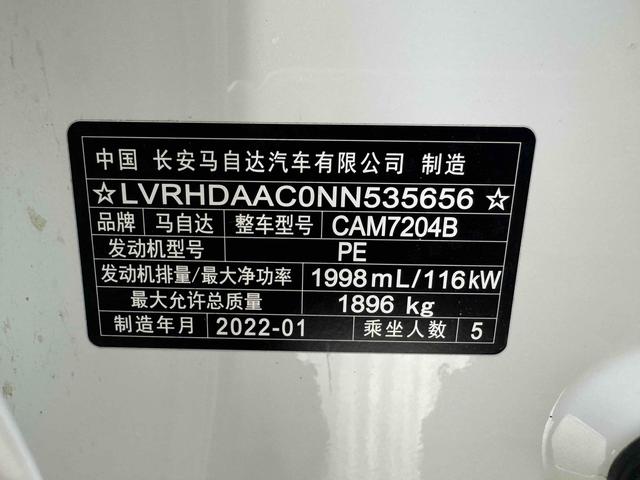 中国 长安马自达汽车有限公司 制造
☆LVRHDAAC0NN535656☆
品牌 马自达 整车型号 CAM7204B
发动机型号 PE
发动机排量/最大净功率 1998mL/116kW
最大允许总质量 1896 kg
制造年月 2022-01 乘坐人数 5